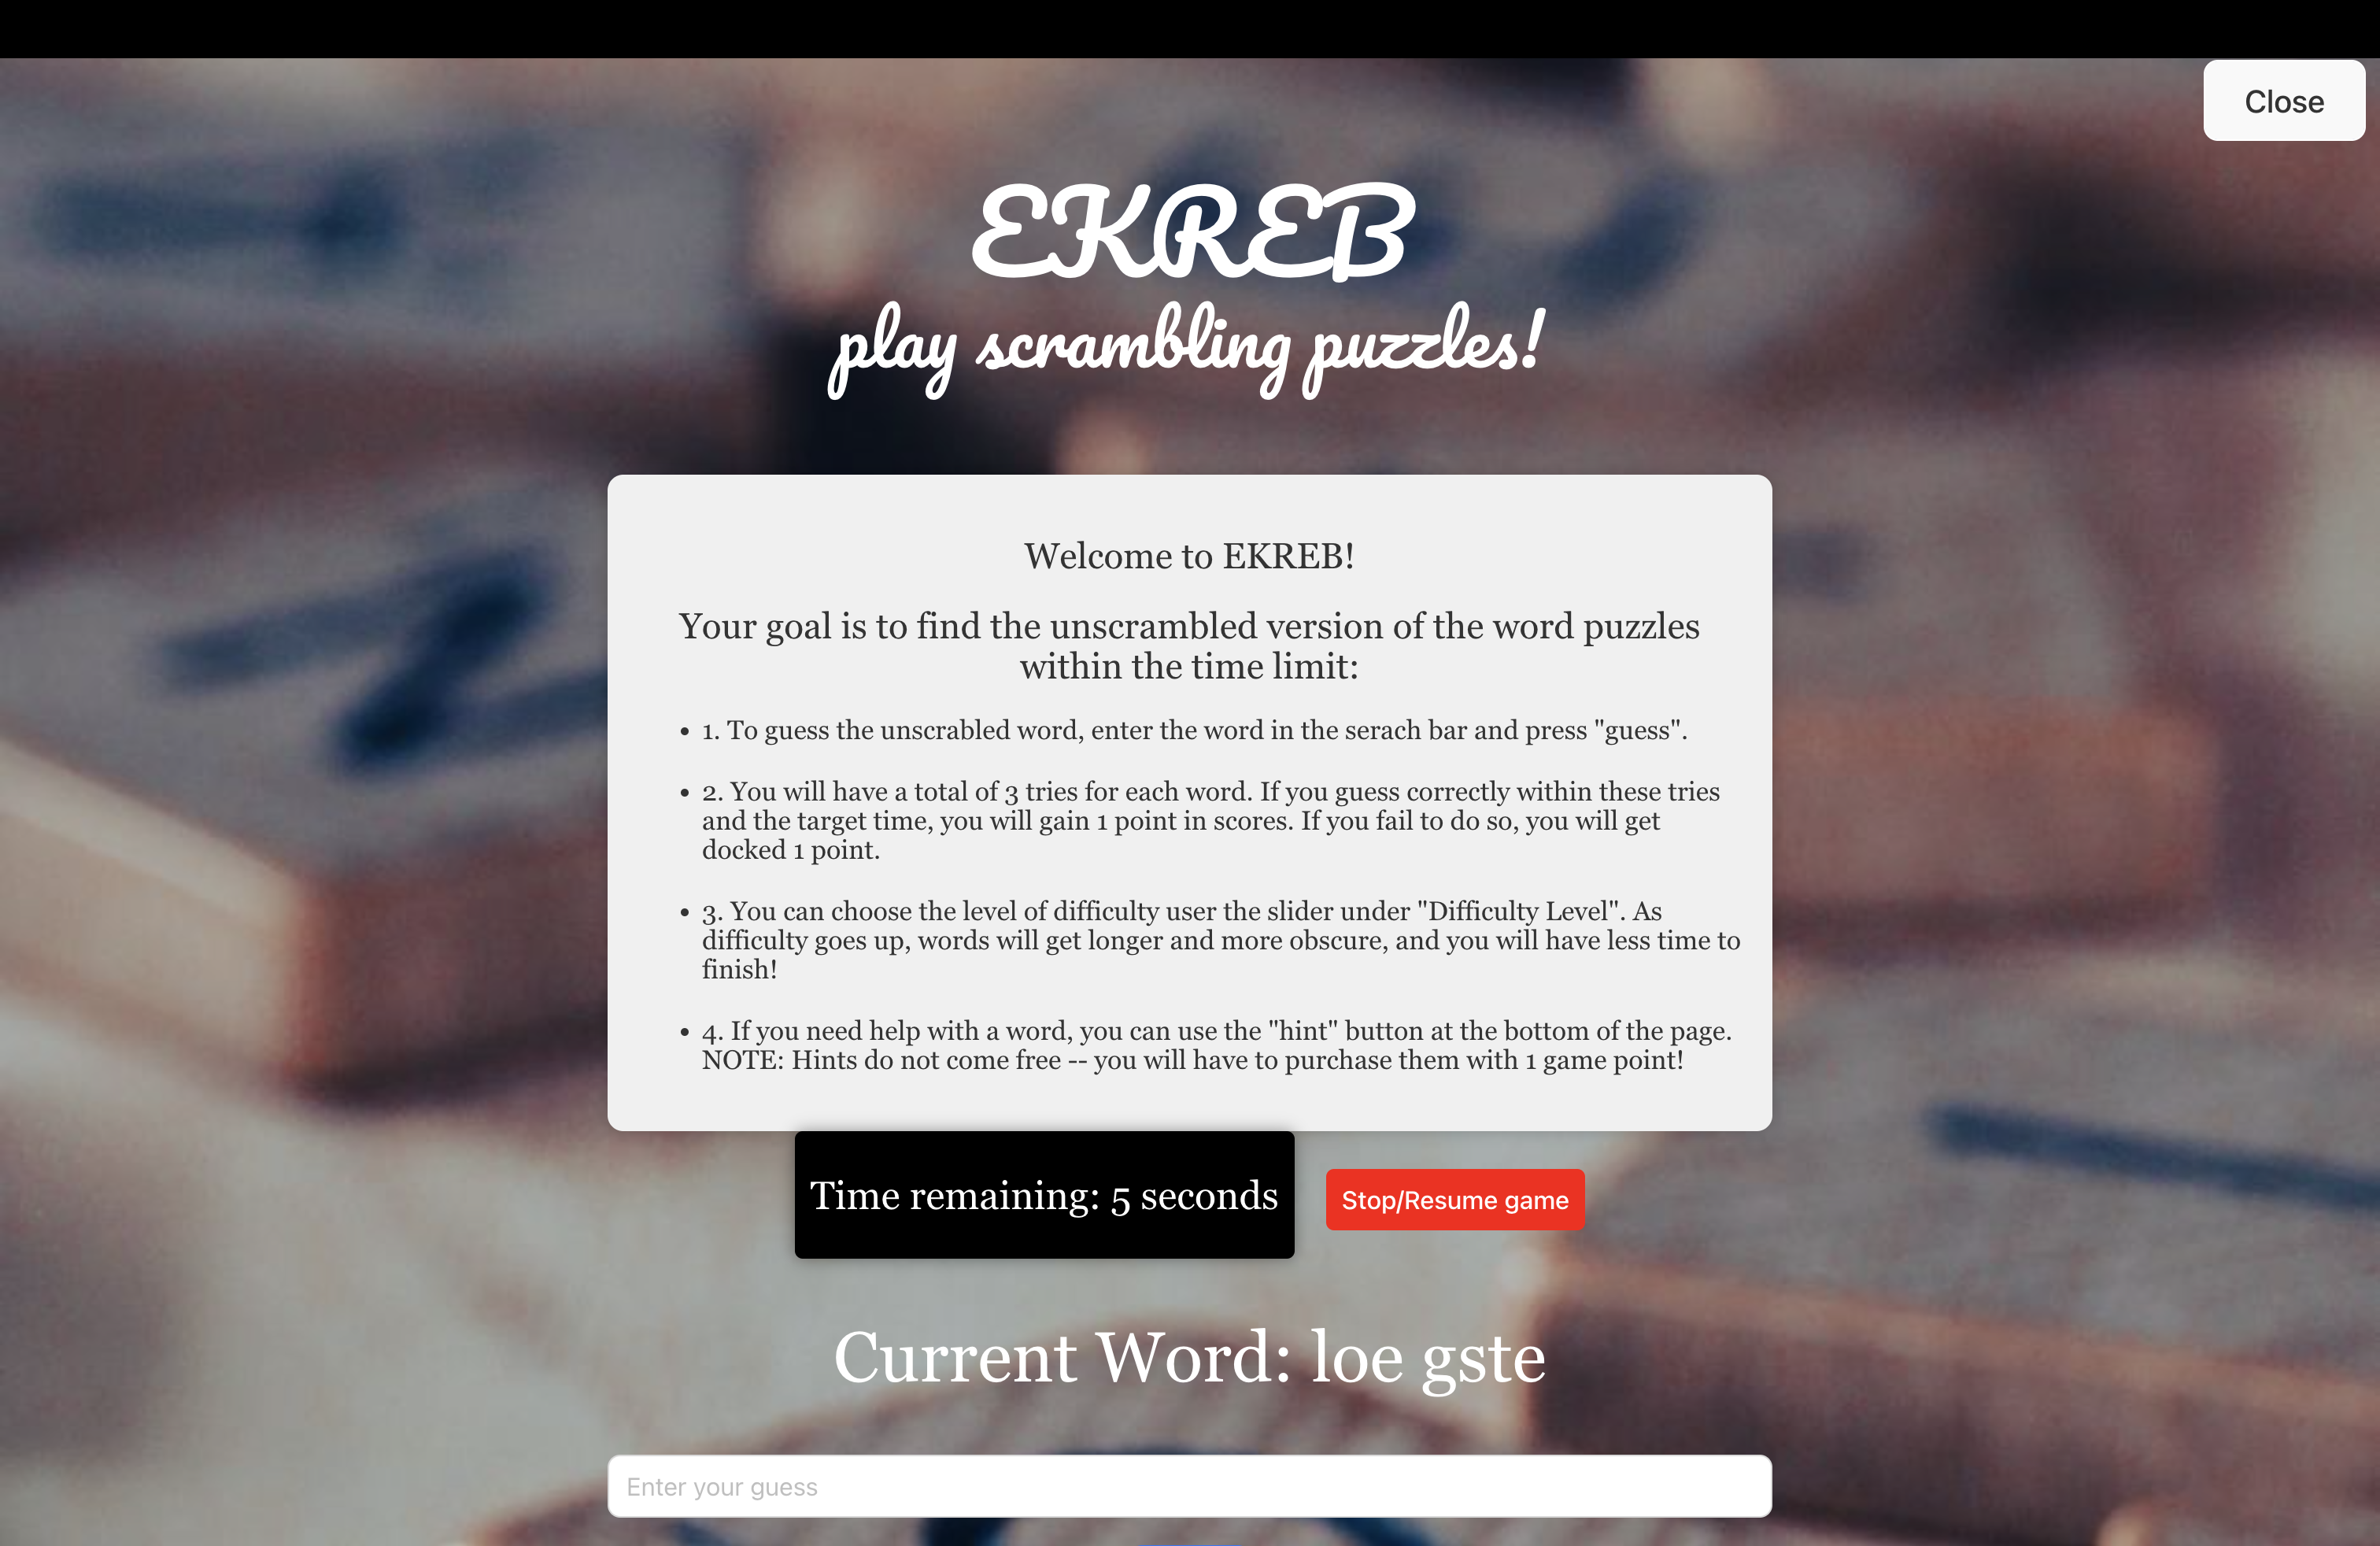 Close
EKREB
play scrambling puzzles!
Welcome to EKREB!
Your goal is to find the unscrambled version of the word puzzles
within the time limit:
• 1. To guess the unscrabled word, enter the word in the serach bar and press "guess".
• 2. You will have a total of 3 tries for each word. If you guess correctly within these tries
and the target time, you will gain 1 point in scores. If you fail to do so, you will get
docked 1 point.
• 3. You can choose the level of difficulty user the slider under "Difficulty Level". As
difficulty goes up, words will get longer and more obscure, and you will have less time to
finish!
• 4. If you need help with a word, you can use the "hint" button at the bottom of the page.
NOTE: Hints do not come free -- you will have to purchase them with 1 game point!
Time remaining: 5 seconds
Stop/Resume game
Current Word: loe gste
Enter your guess